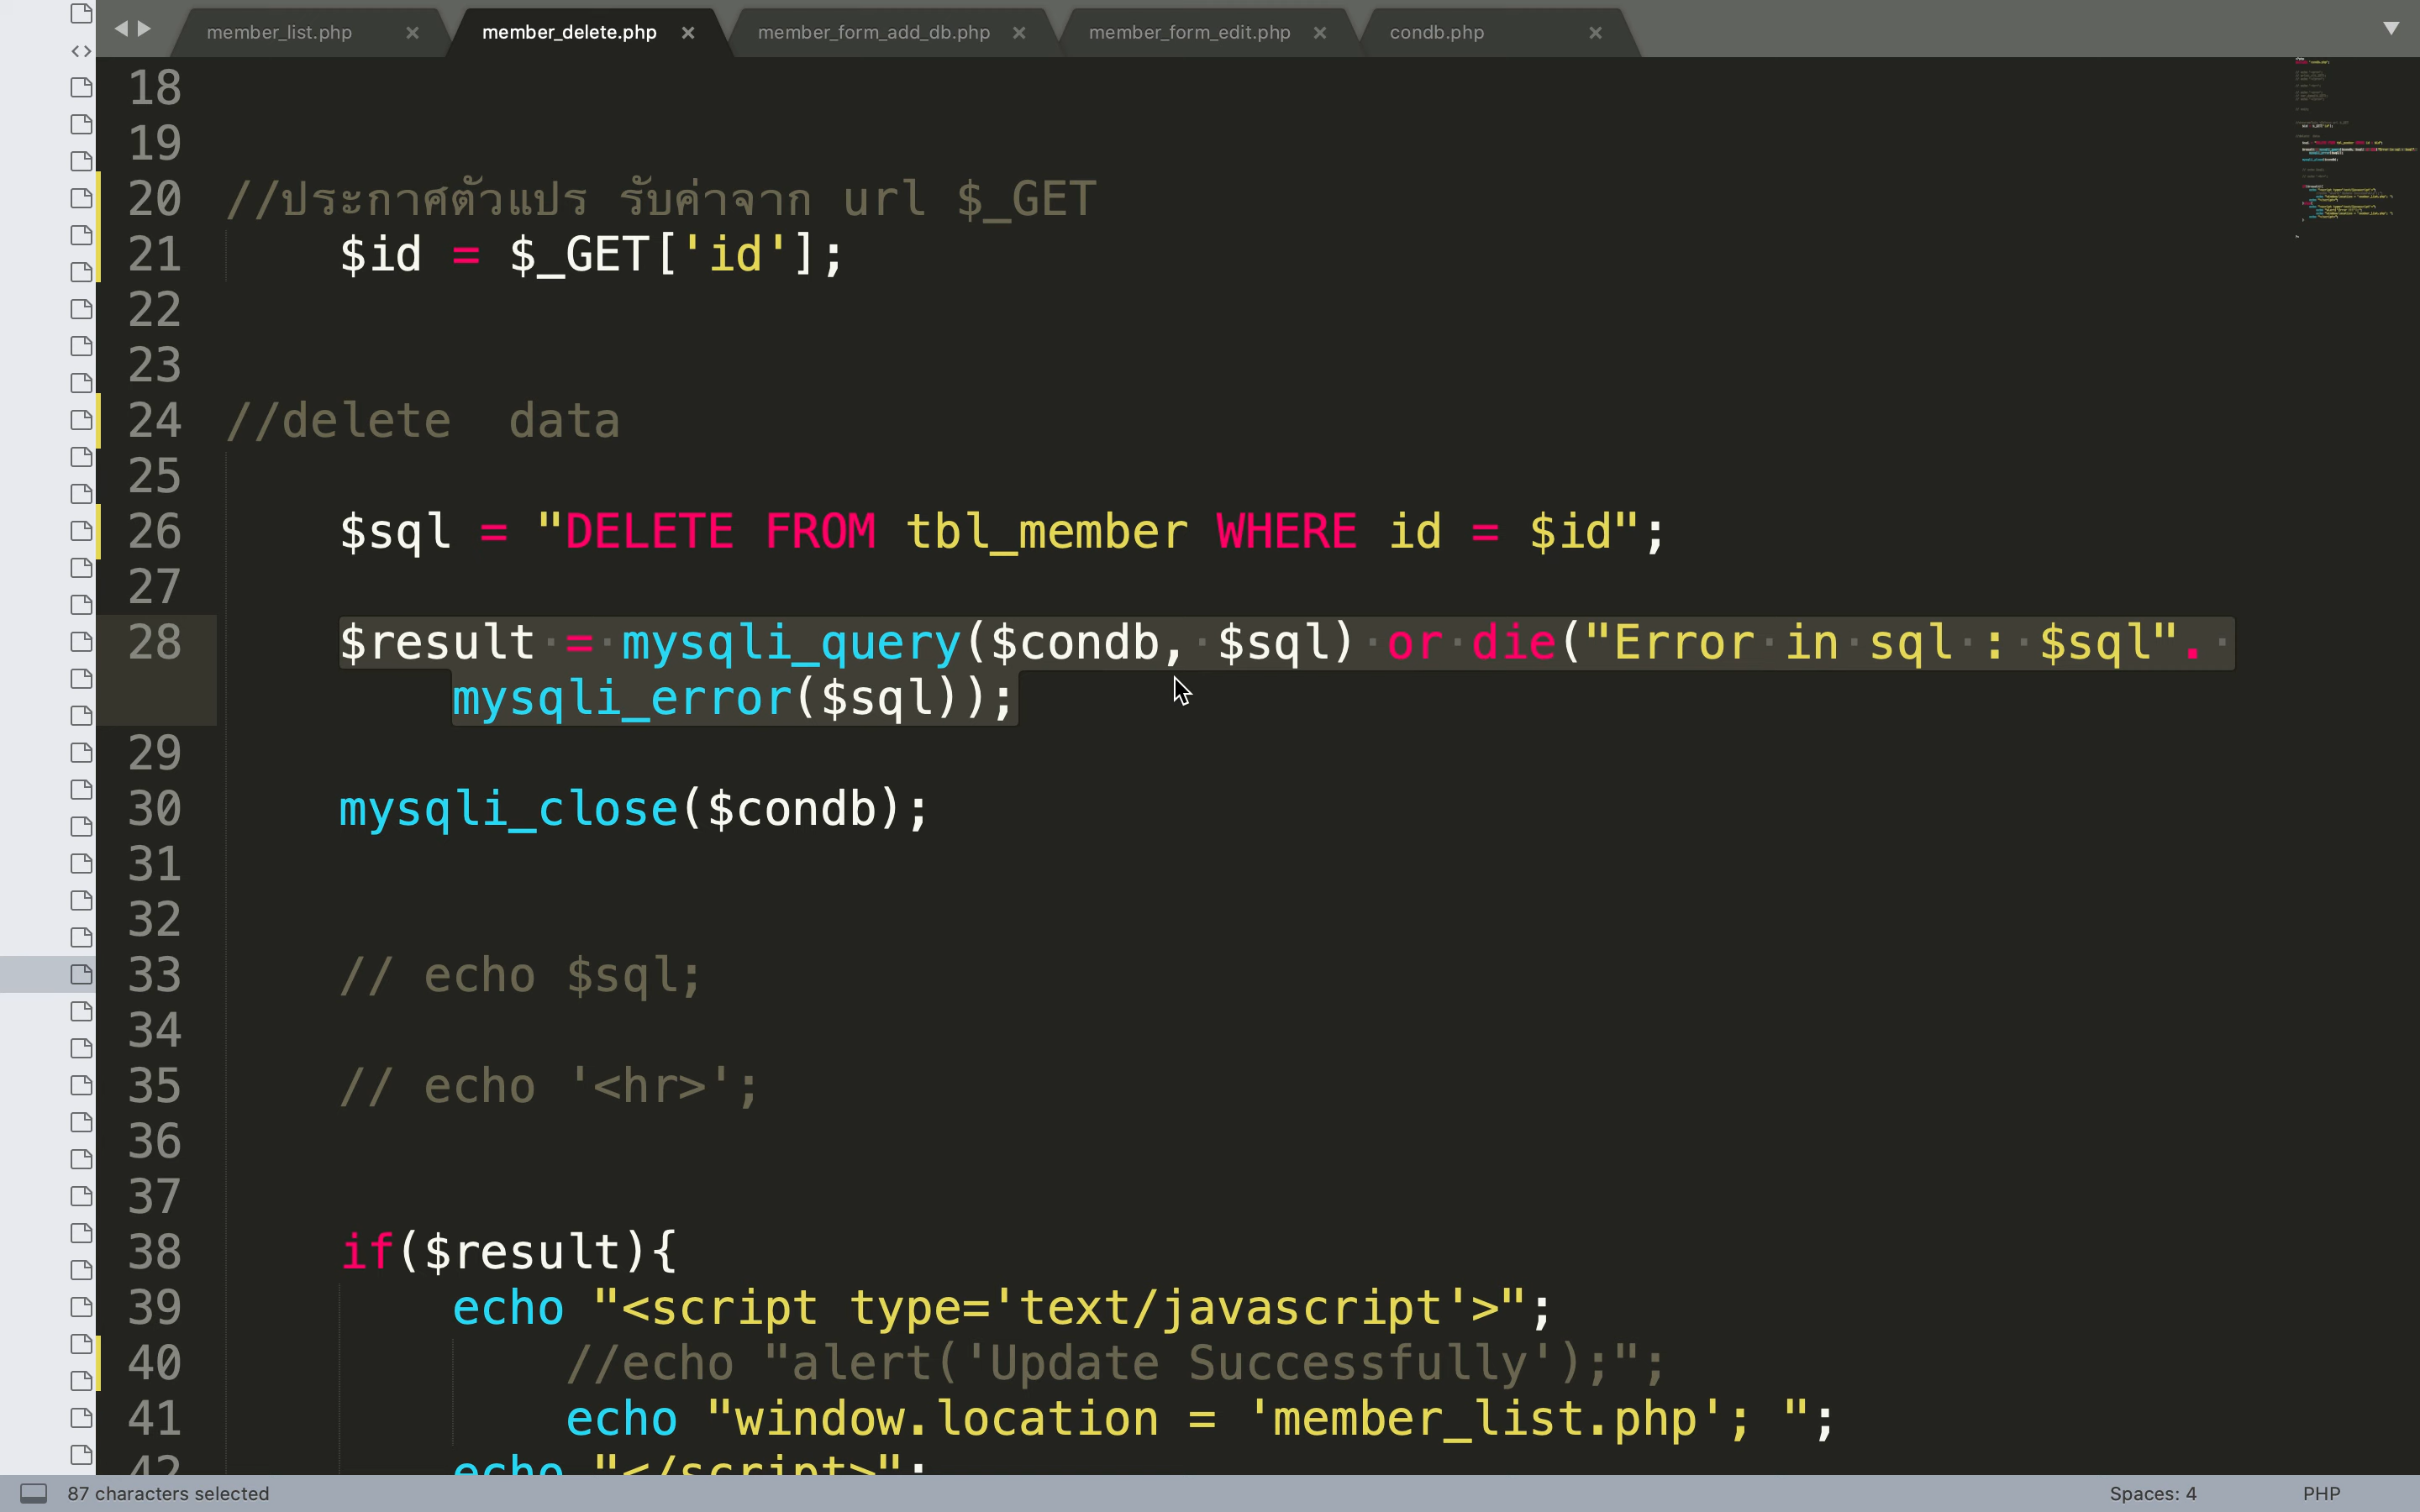 member_list.php × member_delete.php × member_form_add_db.php × member_form_edit.php × condb.php ×
18
19
20 //ประกาศตัวแปร รับค่าจาก url $_GET
21 $id = $_GET['id'];
22
23
24 //delete  data
25
26 $sql = "DELETE FROM tbl_member WHERE id = $id";
27
28 $result = mysqli_query($condb, $sql) or die("Error in sql : $sql".
mysqli_error($sql));
29
30 mysqli_close($condb);
31
32
33 // echo $sql;
34
35 // echo '<hr>';
36
37
38 if($result){
39 echo "<script type='text/javascript'>";
40 //echo "alert('Update Successfully');";
41 echo "window.location = 'member_list.php'; ";
42 echo "</script>";
87 characters selected Spaces: 4 PHP